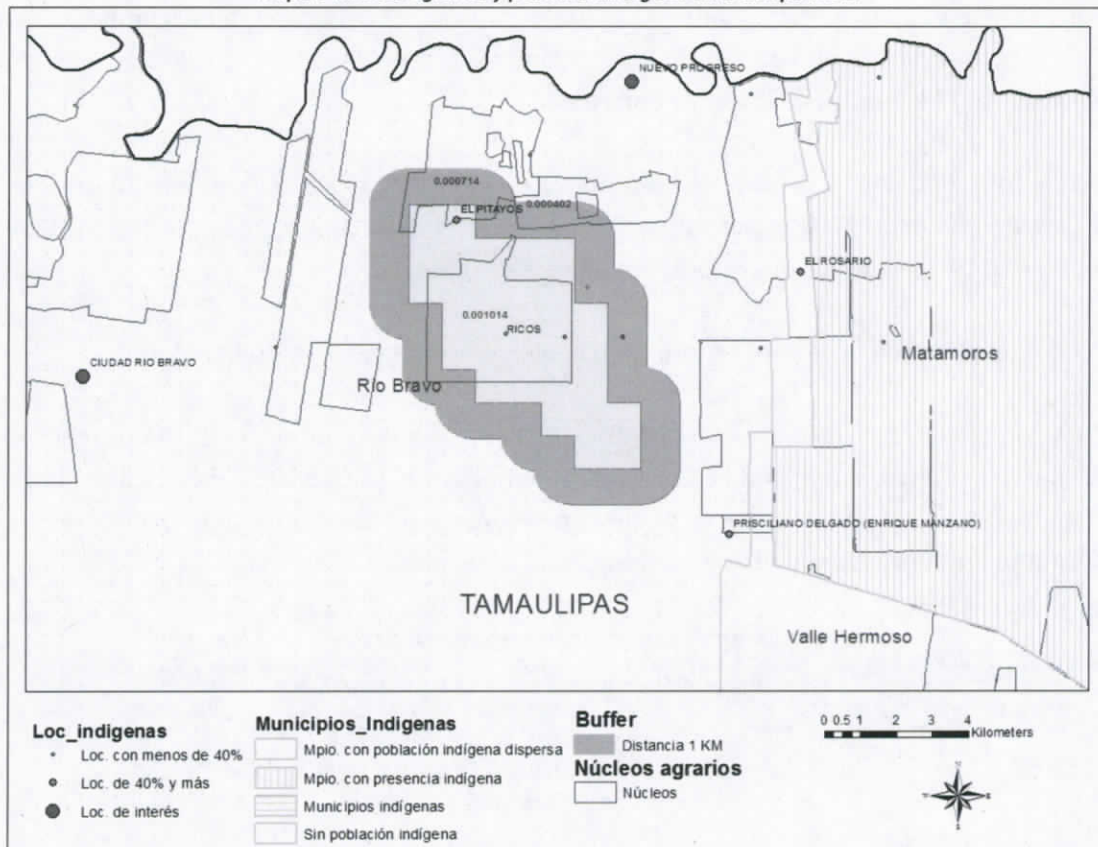 NUEVO PROGRESO
0.000714
0.000402
EL PITAYOS
EL ROSARIO
0.001014
RICOS
Matamoros
CIUDAD RIO BRAVO
Río Bravo
PRISCILIANO DELGADO (ENRIQUE MANZANO)
TAMAULIPAS
Valle Hermoso
Loc_indigenas
Loc. con menos de 40%
Loc. de 40% y más
Loc. de interés
Municipios_Indigenas
Mpio. con población indígena dispersa
Mpio. con presencia indígena
Municipios indígenas
Sin población indígena
Buffer
Distancia 1 KM
Núcleos agrarios
Núcleos
0 0.5 1 2 3 4
Kilometers